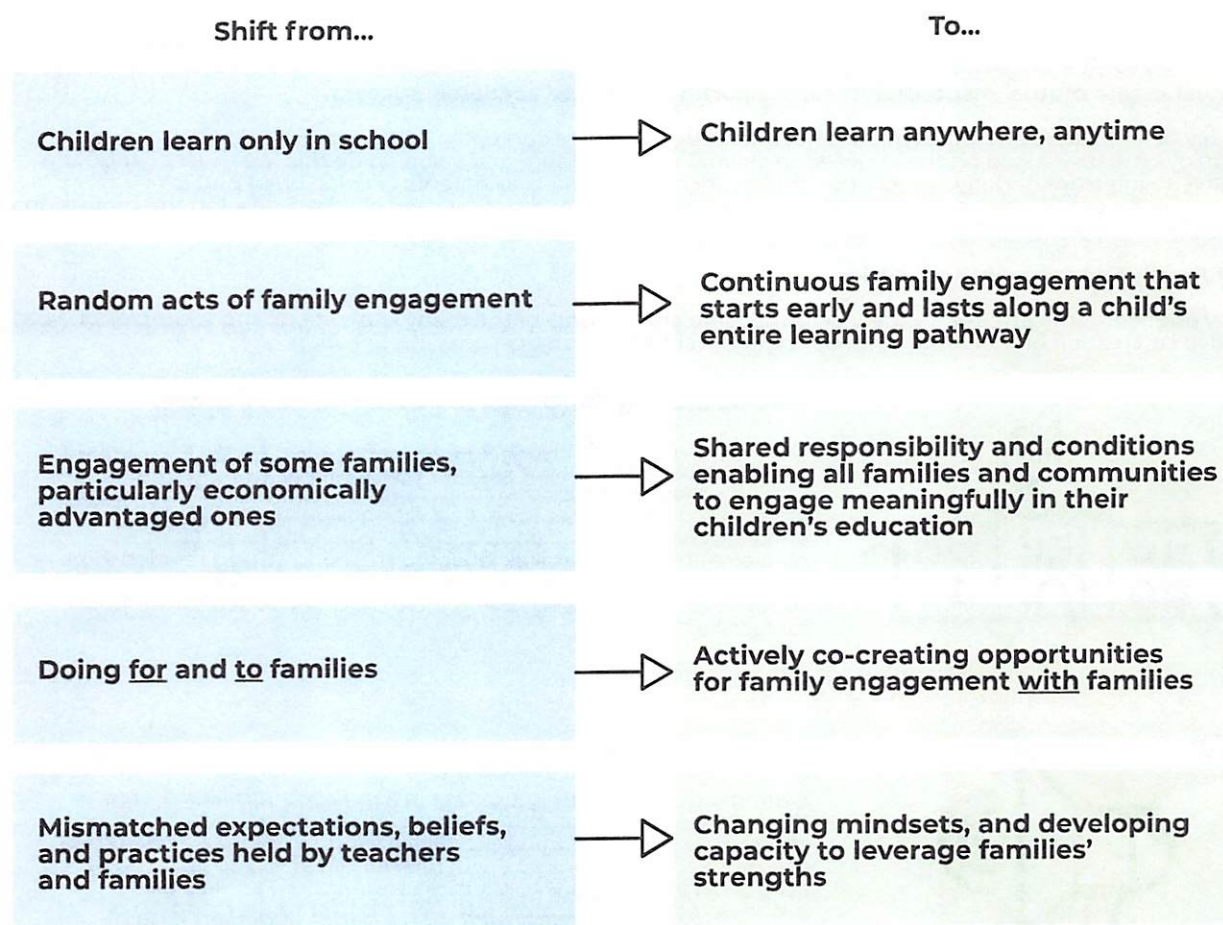 Shift from...
To...
Children learn only in school
Children learn anywhere, anytime
Random acts of family engagement
Continuous family engagement that
starts early and lasts along a child's
entire learning pathway
Engagement of some families,
particularly economically
advantaged ones
Shared responsibility and conditions
enabling all families and communities
to engage meaningfully in their
children's education
Doing for and to families
Actively co-creating opportunities
for family engagement with families
Mismatched expectations, beliefs,
and practices held by teachers
and families
Changing mindsets, and developing
capacity to leverage families'
strengths